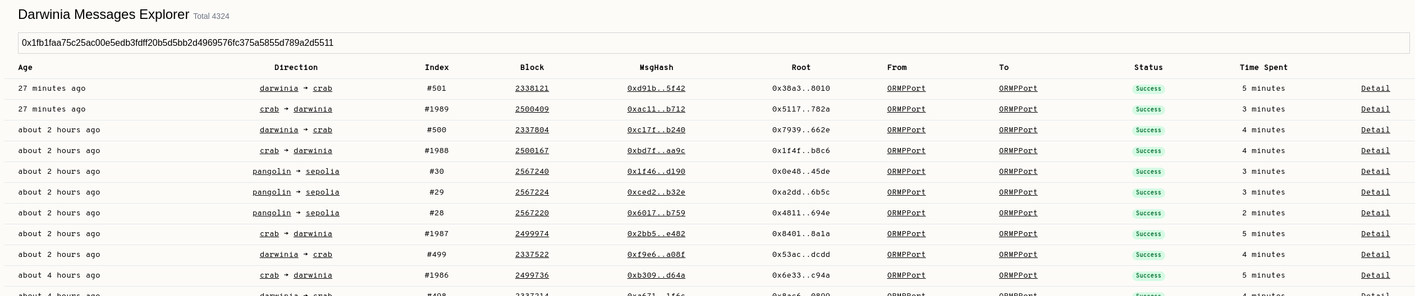 Darwinia Messages Explorer Total 4324
0x1fb1faa75c25ac00e5edb3fdff20b5d5bb2d4969576fc375a5855d789a2d5511
Age Direction Index Block MsgHash Root From To Status Time Spent
27 minutes ago darwinia → crab #501 2338121 0xd91b..5f42 0x38a3..8010 ORMPPort ORMPPort Success 5 minutes Detail
27 minutes ago crab → darwinia #1989 2500409 0xac11..b712 0x5117..782a ORMPPort ORMPPort Success 3 minutes Detail
about 2 hours ago darwinia → crab #500 2337804 0xc17f..b240 0x7939..662e ORMPPort ORMPPort Success 4 minutes Detail
about 2 hours ago crab → darwinia #1988 2500167 0xbd7f..aa9c 0x1f4f..b8c6 ORMPPort ORMPPort Success 4 minutes Detail
about 2 hours ago pangolin → sepolia #30 2567240 0x1f46..d190 0x0e48..45de ORMPPort ORMPPort Success 3 minutes Detail
about 2 hours ago pangolin → sepolia #29 2567224 0xced2..b32e 0xa2dd..6b5c ORMPPort ORMPPort Success 3 minutes Detail
about 2 hours ago pangolin → sepolia #28 2567220 0x6017..b759 0x4811..694e ORMPPort ORMPPort Success 2 minutes Detail
about 2 hours ago crab → darwinia #1987 2499974 0x2bb5..e482 0x8401..8a1a ORMPPort ORMPPort Success 5 minutes Detail
about 2 hours ago darwinia → crab #499 2337522 0xf9e6..a08f 0x53ac..dcdd ORMPPort ORMPPort Success 4 minutes Detail
about 4 hours ago crab → darwinia #1986 2499736 0xb309..d64a 0x6e33..c94a ORMPPort ORMPPort Success 5 minutes Detail
about 4 hours ago darwinia → crab #498 ORMPPort ORMPPort Success 4 minutes Detail